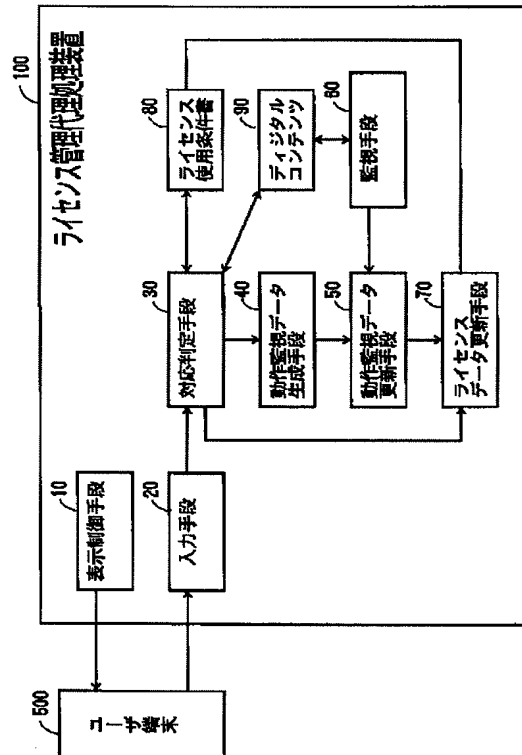 100
ライセンス管理代理処理装置
500
ユーザ端末
10
表示制御手段
20
入力手段
30
対応判定手段
40
動作監視データ
生成手段
50
動作監視データ
更新手段
70
ライセンス
データ更新手段
80
ライセンス
使用条件書
90
ディジタル
コンテンツ
60
監視手段